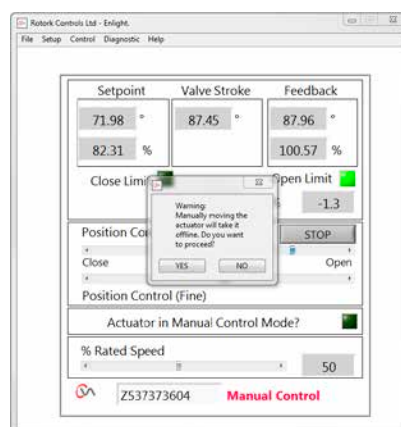 Rotork Controls Ltd - Enlight.
File Setup Control Diagnostic Help
Setpoint Valve Stroke Feedback
71.98 ° 87.45 ° 87.96 °
82.31 % 100.57 %
Close Limit Open Limit
Warning:
Manually moving the
actuator will take it
offline. Do you want
to proceed?
YES NO
-1.3
Position STOP
Close Open
Position Control (Fine)
Actuator in Manual Control Mode?
% Rated Speed
50
Z537373604 Manual Control